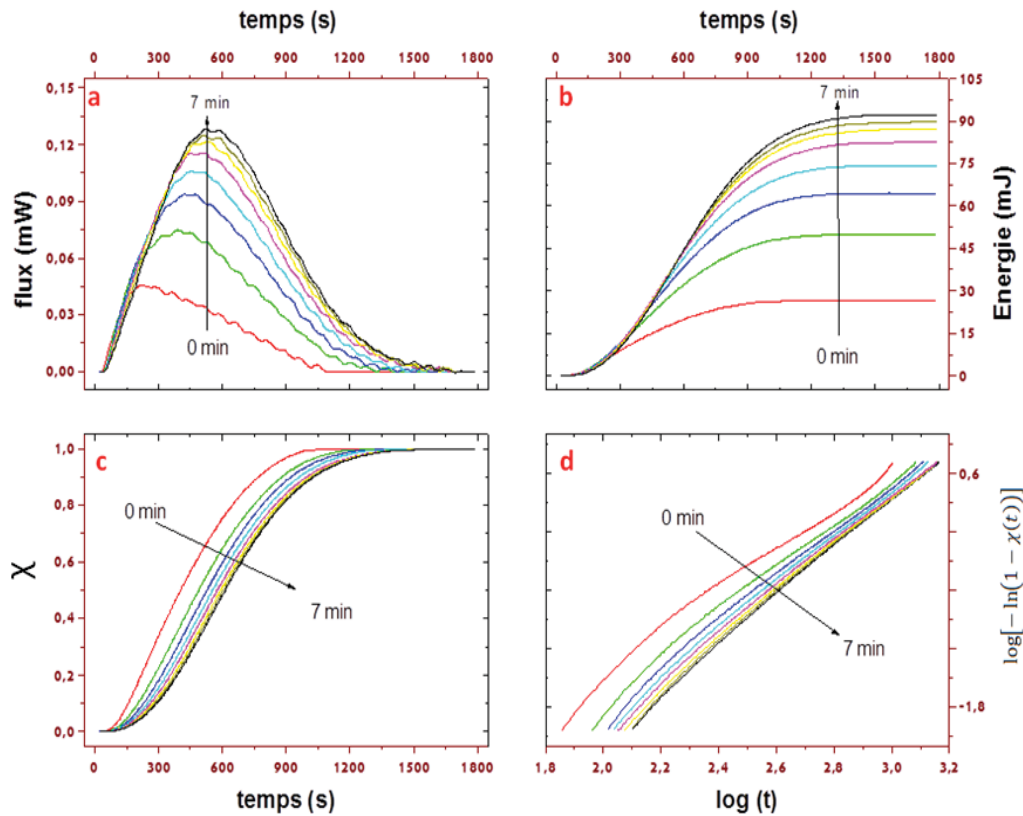 temps (s)
temps (s)
0 300 600 900 1200 1500 1800
0 300 600 900 1200 1500 1800
0,15
0,12
0,09
0,06
0,03
0,00
flux (mW)
a
7 min
0 min
b
7 min
0 min
105
90
75
60
45
30
15
0
Energie (mJ)
1,0
0,8
0,6
0,4
0,2
0,0
χ
c
0 min
7 min
0 300 600 900 1200 1500 1800
temps (s)
d
0 min
7 min
0,6
-1,8
log[− ln(1 − χ(t))]
1,8 2,0 2,2 2,4 2,6 2,8 3,0 3,2
log (t)